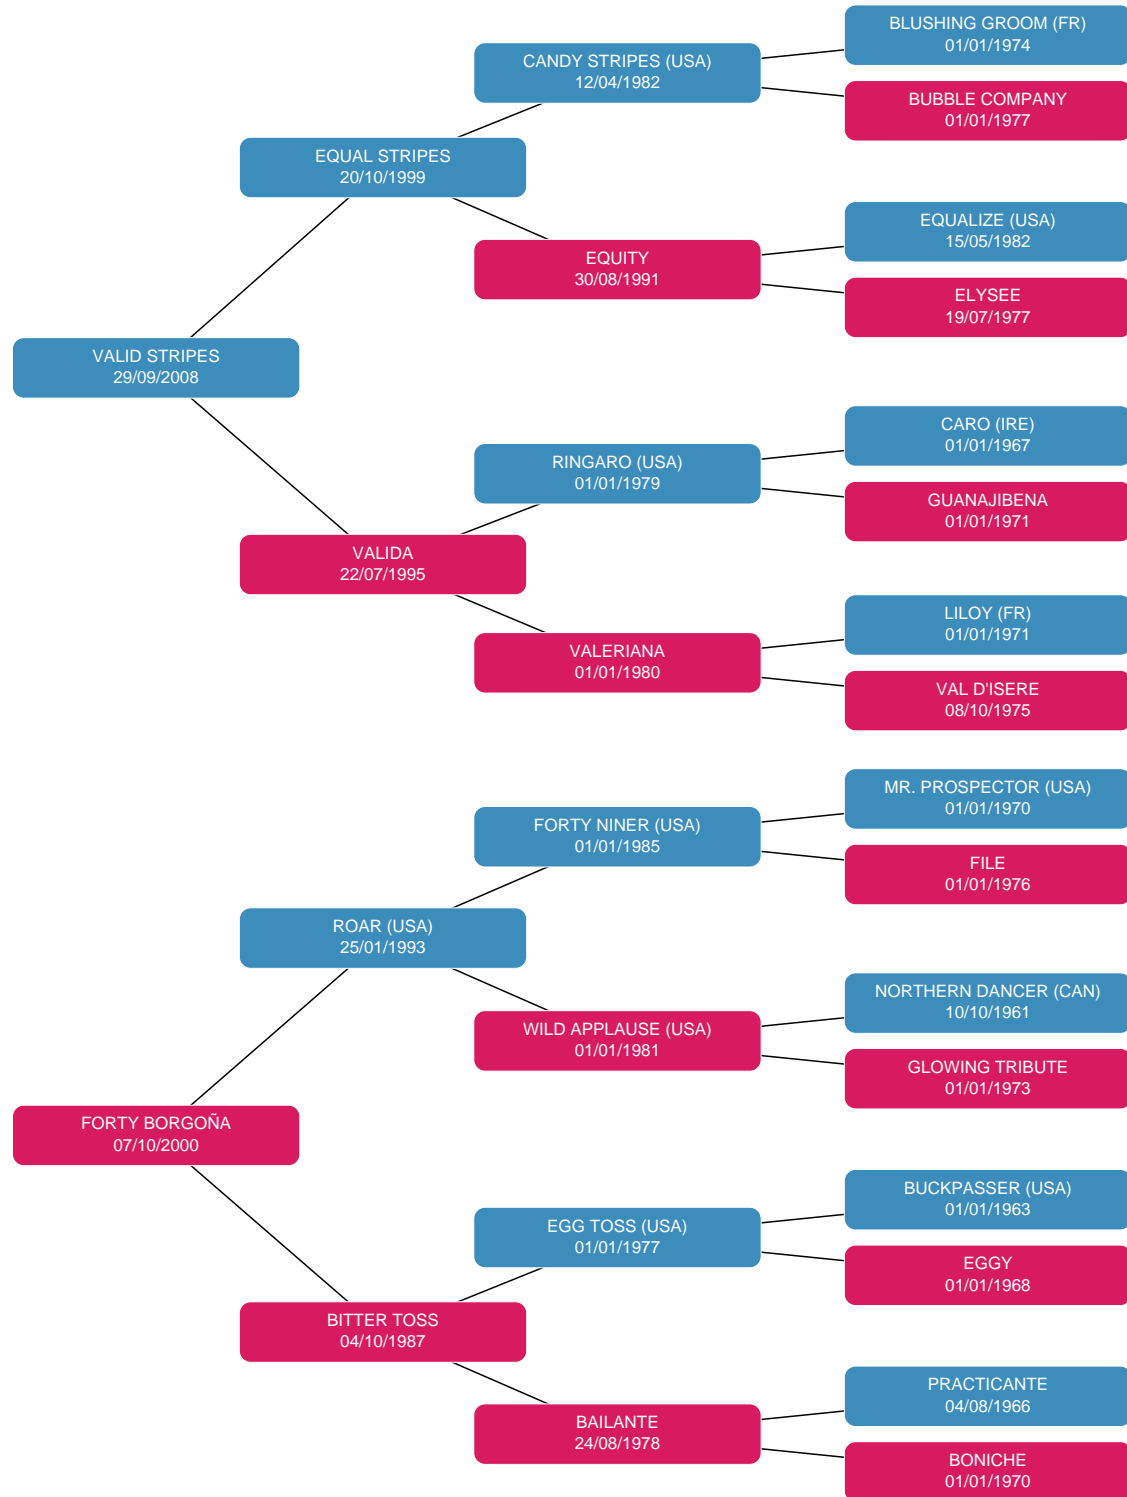 BLUSHING GROOM (FR)
01/01/1974
CANDY STRIPES (USA)
12/04/1982
BUBBLE COMPANY
01/01/1977
EQUAL STRIPES
20/10/1999
EQUALIZE (USA)
15/05/1982
EQUITY
30/08/1991
ELYSEE
19/07/1977
VALID STRIPES
29/09/2008
CARO (IRE)
01/01/1967
RINGARO (USA)
01/01/1979
GUANAJIBENA
01/01/1971
VALIDA
22/07/1995
LILOY (FR)
01/01/1971
VALERIANA
01/01/1980
VAL D'ISERE
08/10/1975
MR. PROSPECTOR (USA)
01/01/1970
FORTY NINER (USA)
01/01/1985
FILE
01/01/1976
ROAR (USA)
25/01/1993
NORTHERN DANCER (CAN)
10/10/1961
WILD APPLAUSE (USA)
01/01/1981
GLOWING TRIBUTE
01/01/1973
FORTY BORGOÑA
07/10/2000
BUCKPASSER (USA)
01/01/1963
EGG TOSS (USA)
01/01/1977
EGGY
01/01/1968
BITTER TOSS
04/10/1987
PRACTICANTE
04/08/1966
BAILANTE
24/08/1978
BONICHE
01/01/1970